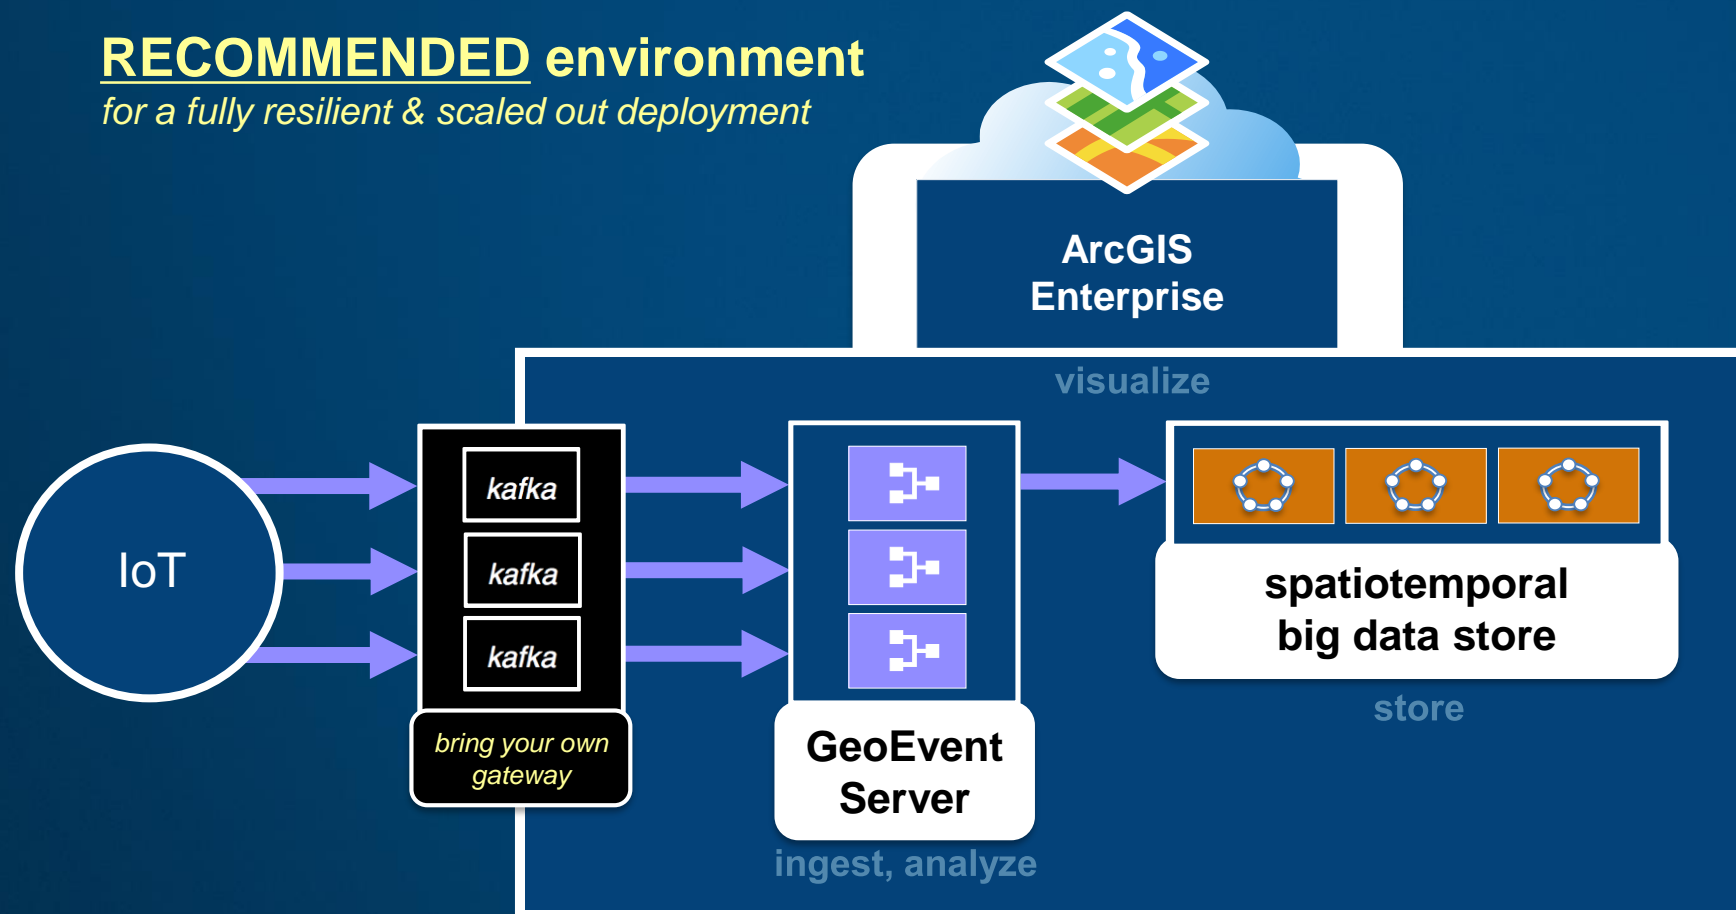 RECOMMENDED environment
for a fully resilient & scaled out deployment
ArcGIS
Enterprise
visualize
IoT
kafka
kafka
kafka
bring your own
gateway
GeoEvent
Server
ingest, analyze
spatiotemporal
big data store
store